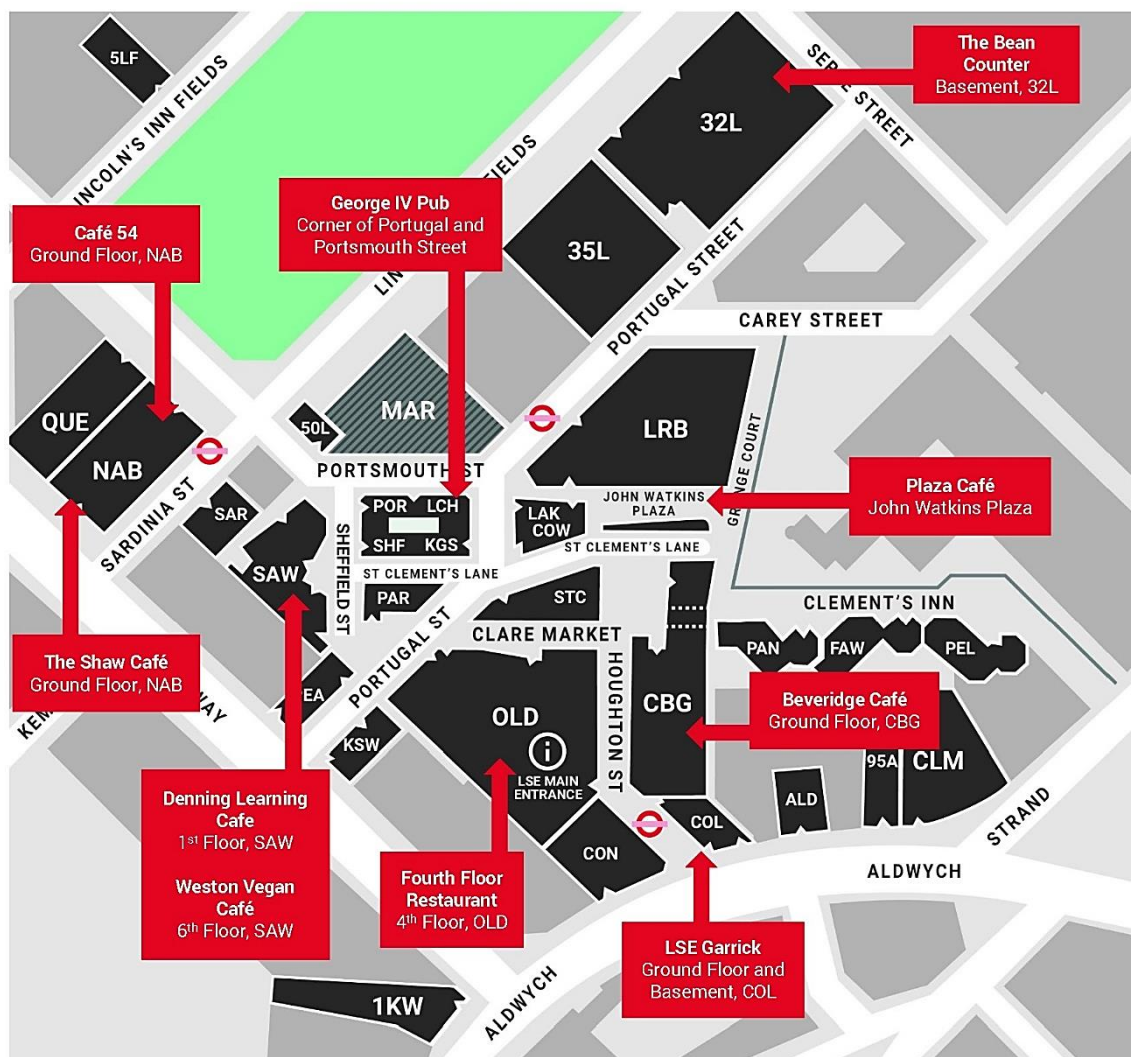 5LF
LINCOLN'S INN FIELDS
SERLE STREET
The Bean
Counter
Basement, 32L
32L
George IV Pub
Corner of Portugal and
Portsmouth Street
FIELDS
Café 54
Ground Floor, NAB
35L
PORTUGAL STREET
CAREY STREET
QUE
NAB
50L
MAR
LRB
PORTSMOUTH ST
GRANGE COURT
SARDINIA ST
SAR
POR
LCH
SHF
KGS
LAK
COW
JOHN WATKINS
PLAZA
Plaza Café
John Watkins Plaza
ST CLEMENT'S LANE
SAW
SHEFFIELD ST
ST CLEMENT'S LANE
PAR
STC
CLARE MARKET
CLEMENT'S INN
PAN
FAW
PEL
The Shaw Café
Ground Floor, NAB
WAY
PORTUGAL ST
KSW
OLD
LSE MAIN
ENTRANCE
HOUGHTON ST
CBG
Beveridge Café
Ground Floor, CBG
95A
CLM
Denning Learning
Cafe
1st Floor, SAW
Weston Vegan
Café
6th Floor, SAW
ALD
COL
CON
STRAND
ALDWYCH
Fourth Floor
Restaurant
4th Floor, OLD
LSE Garrick
Ground Floor and
Basement, COL
1KW
ALDWYCH